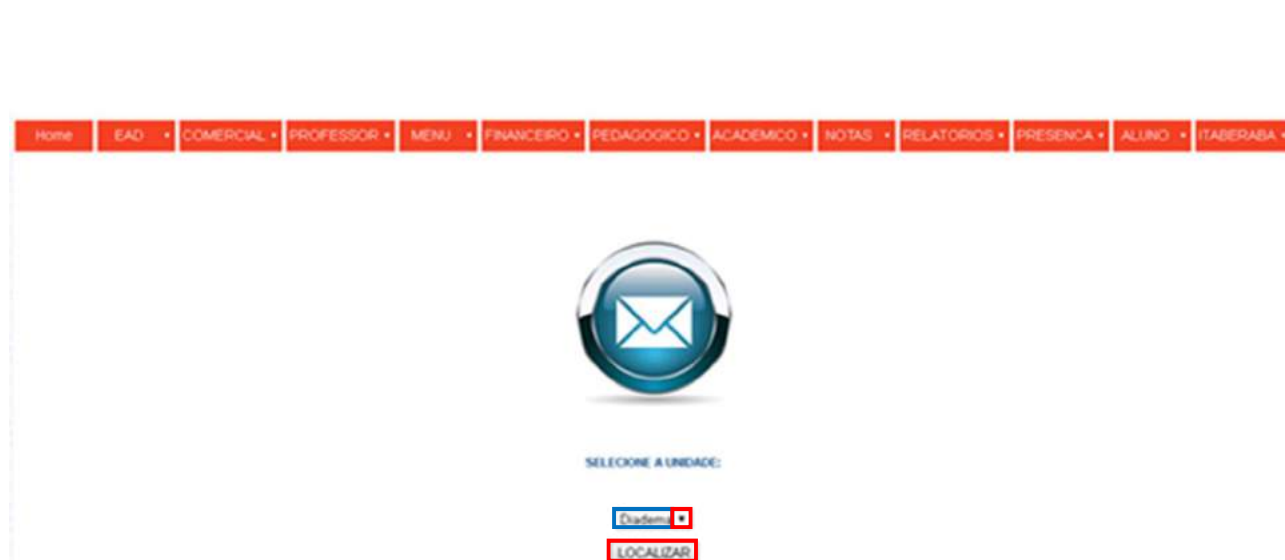 Home EAD COMERCIAL PROFESSOR MENU FINANCEIRO PEDAGOGICO ACADEMICO NOTAS RELATORIOS PRESENCA ALUNO ITABERABA
SELECIONE A UNIDADE:
Diadema
LOCALIZAR